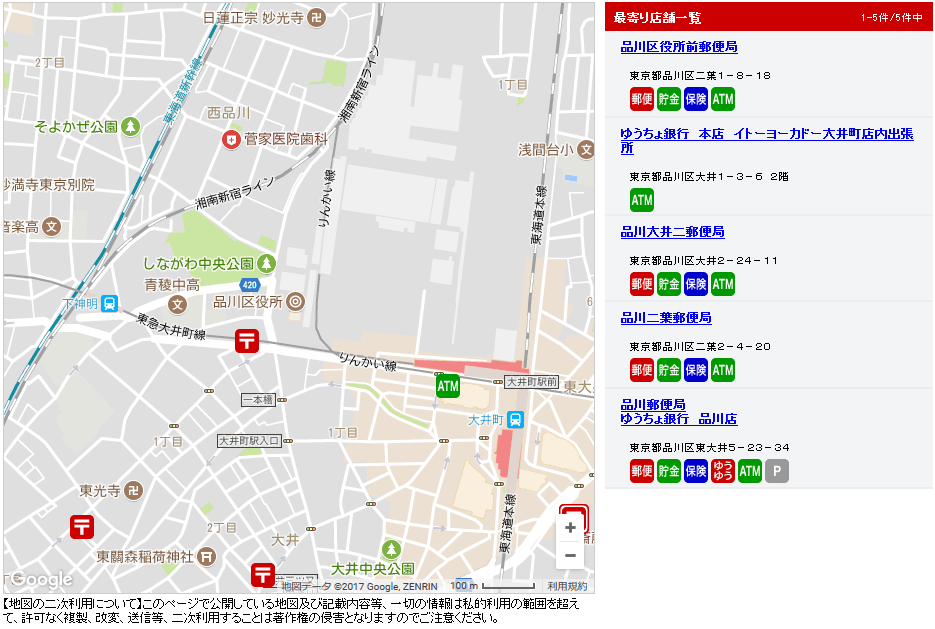 日蓮正宗 妙光寺
2丁目
東海道新幹線
湘南新宿ライン
1丁目
西品川
そよかぜ公園
菅家医院歯科
浅間台小
妙満寺東京別院
湘南新宿ライン
りんかい線
東海道本線
音楽高
しながわ中央公園
青稜中高
420
品川区役所
下神明
東急大井町線
りんかい線
大井町駅前
東大
ATM
一本橋
大井町
1丁目
大井町駅入口
1丁目
東光寺
2丁目
大井
東海道本線
東關森稲荷神社
大井中央公園
+
−
Google
地図データ ©2017 Google, ZENRIN
100 m
利用規約
【地図の二次利用について】このページで公開している地図及び記載内容等、一切の情報は私的利用の範囲を超え
て、許可なく複製、改変、送信等、二次利用することは著作権の侵害となりますのでご注意ください。
最寄り店舗一覧
1-5件/5件中
品川区役所前郵便局
東京都品川区二葉1-8-18
郵便 貯金 保険 ATM
ゆうちょ銀行 本店 イトーヨーカドー大井町店内出張
所
東京都品川区大井1-3-6 2階
ATM
品川大井二郵便局
東京都品川区大井2-24-11
郵便 貯金 保険 ATM
品川二葉郵便局
東京都品川区二葉2-4-20
郵便 貯金 保険 ATM
品川郵便局
ゆうちょ銀行 品川店
東京都品川区東大井5-23-34
郵便 貯金 保険 ゆうゆう ATM P